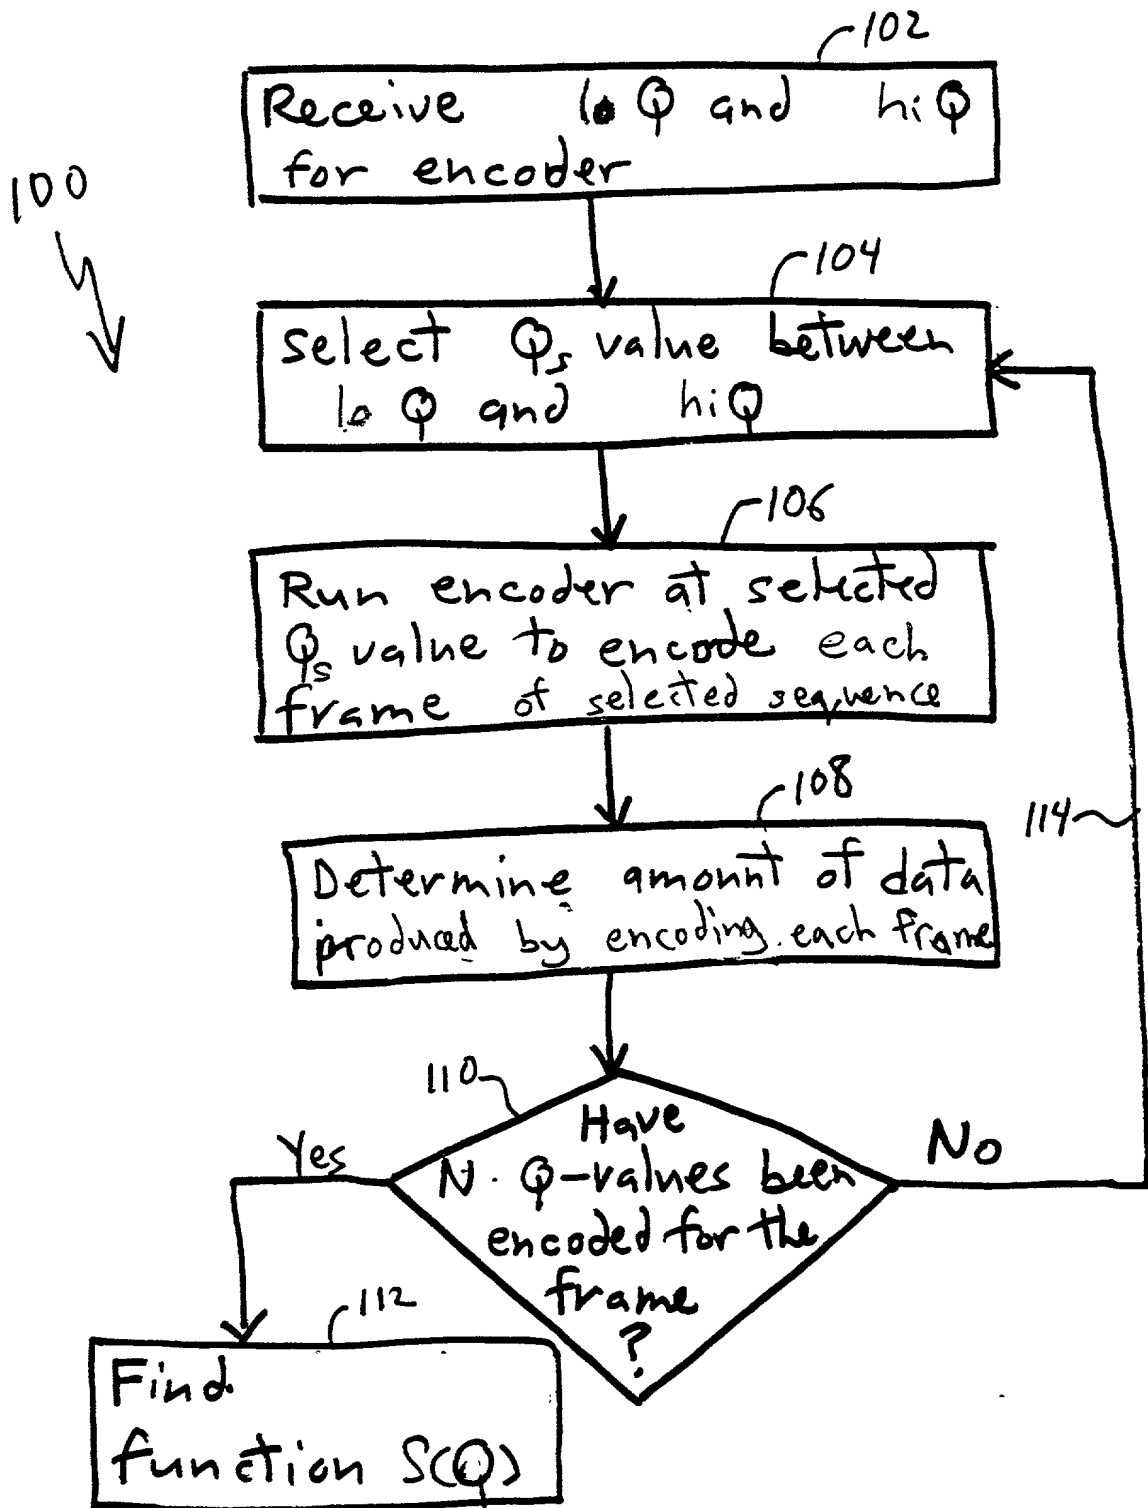 102
Receive lo Q and hi Q
for encoder
100
104
select Qs value between
lo Q and hi Q
106
Run encoder at selected
Qs value to encode each
frame of selected sequence
108
Determine amount of data
produced by encoding each frame
114
110
Have
N Q-values been
encoded for the
frame
?
Yes
No
112
Find
function S(Q)